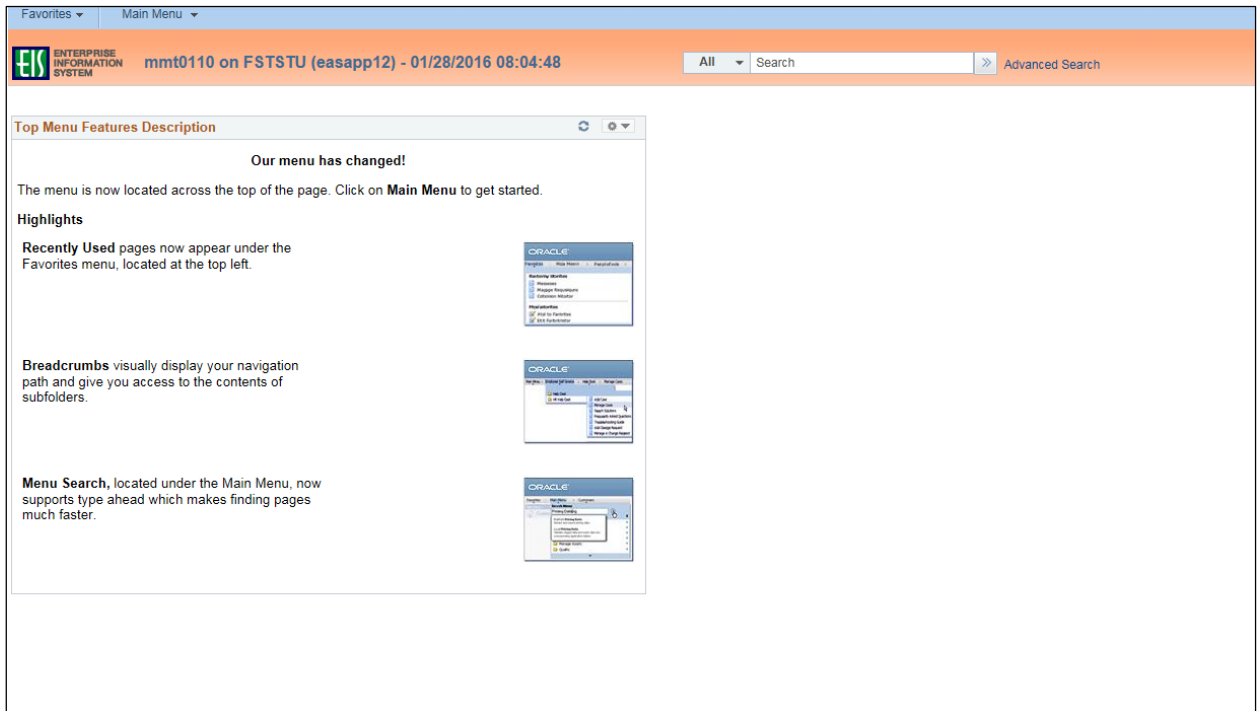 Favorites Main Menu
EIS ENTERPRISE
INFORMATION
SYSTEM
mmt0110 on FSTSTU (easapp12) - 01/28/2016 08:04:48
All Search Advanced Search
Top Menu Features Description
Our menu has changed!
The menu is now located across the top of the page. Click on Main Menu to get started.
Highlights
Recently Used pages now appear under the
Favorites menu, located at the top left.
ORACLE
Breadcrumbs visually display your navigation
path and give you access to the contents of
subfolders.
ORACLE
Menu Search, located under the Main Menu, now
supports type ahead which makes finding pages
much faster.
ORACLE